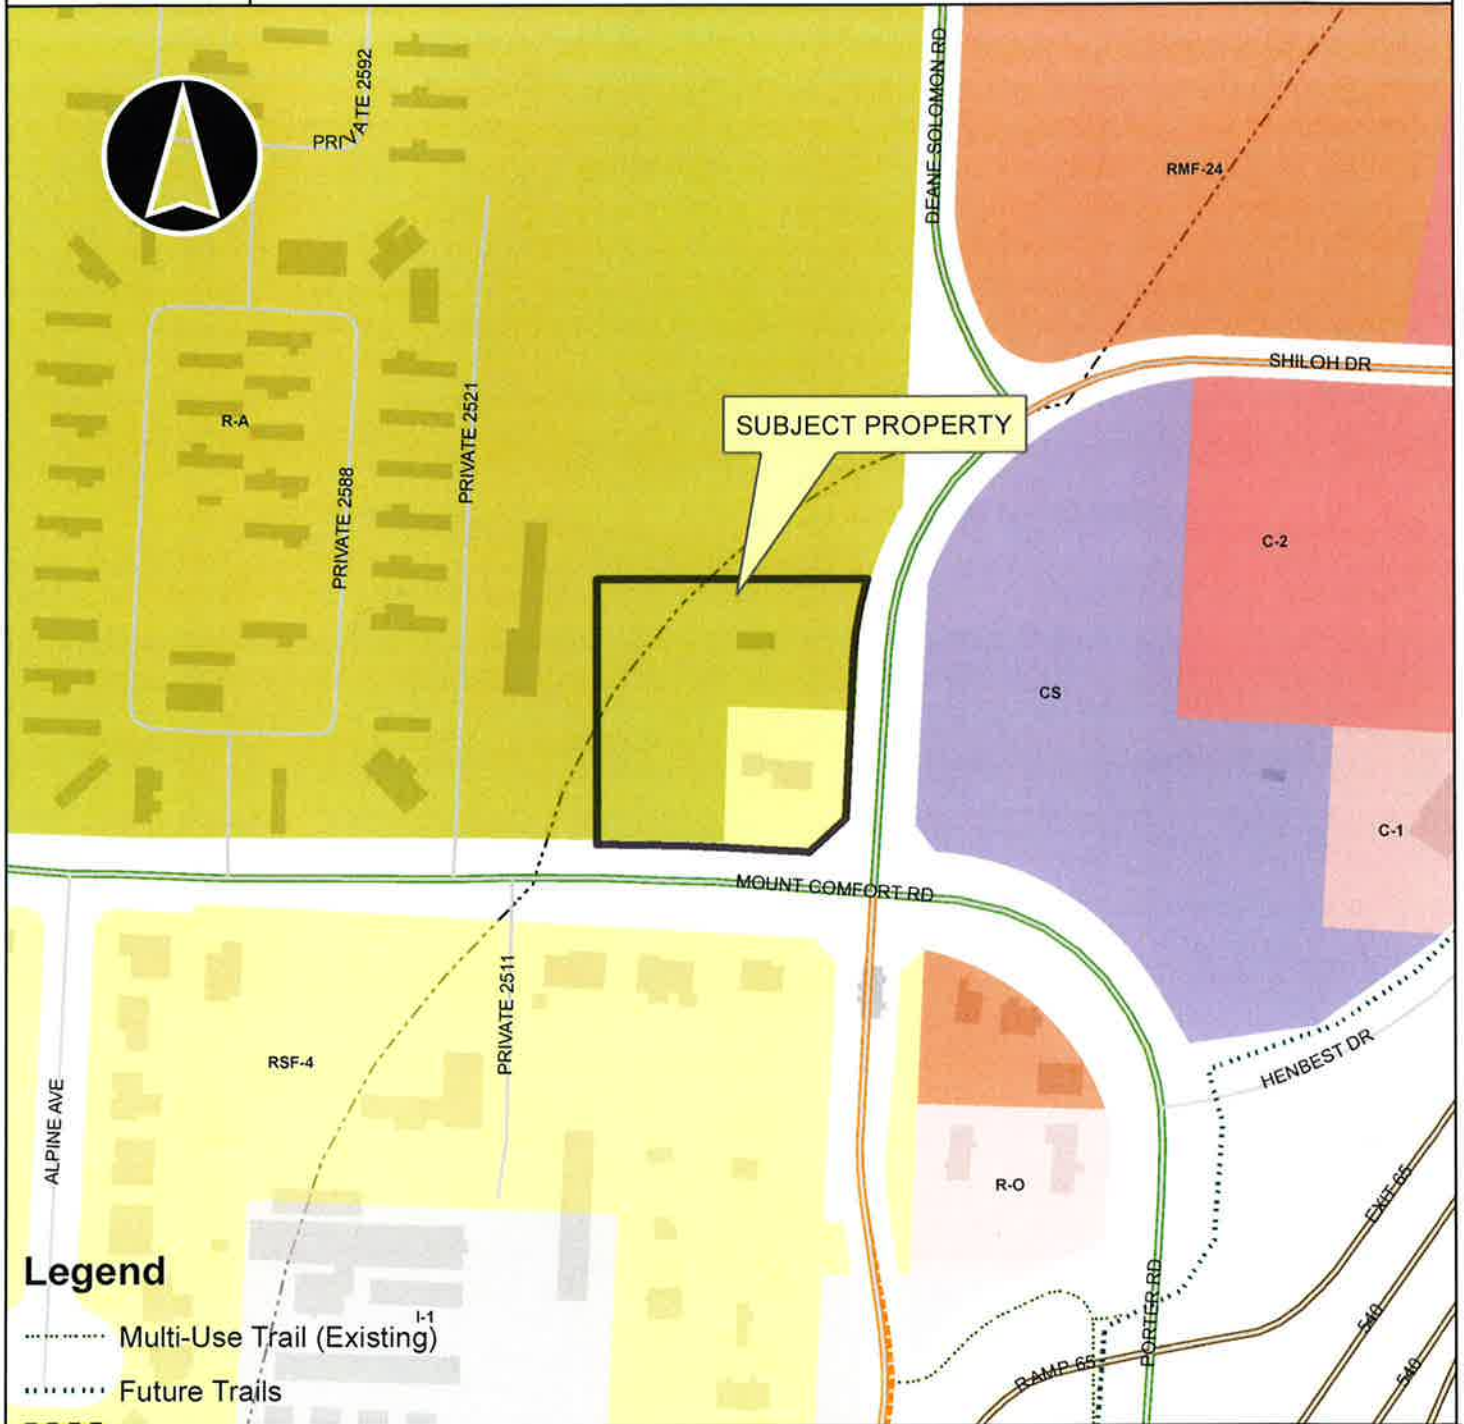 PRIVATE 2592
DEANE SOLOMON RD
RMF-24
SHILOH DR
SUBJECT PROPERTY
R-A
PRIVATE 2521
PRIVATE 2588
C-2
CS
C-1
MOUNT COMFORT RD
PRIVATE 2511
RSF-4
HENBEST DR
ALPINE AVE
R-O
EXIT 65
Legend
I-1
Multi-Use Trail (Existing)
PORTER RD
540
RAMP 65
540
Future Trails